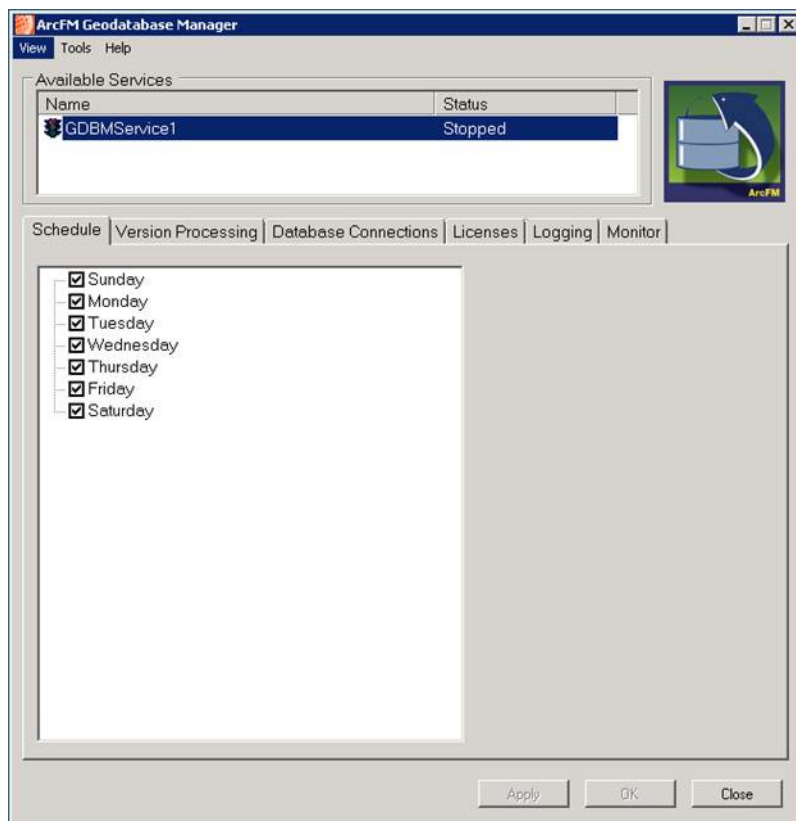 ArcFM Geodatabase Manager
View Tools Help
Available Services
Name Status
GDBMService1 Stopped
ArcFM
Schedule Version Processing Database Connections Licenses Logging Monitor
Sunday
Monday
Tuesday
Wednesday
Thursday
Friday
Saturday
Apply OK Close